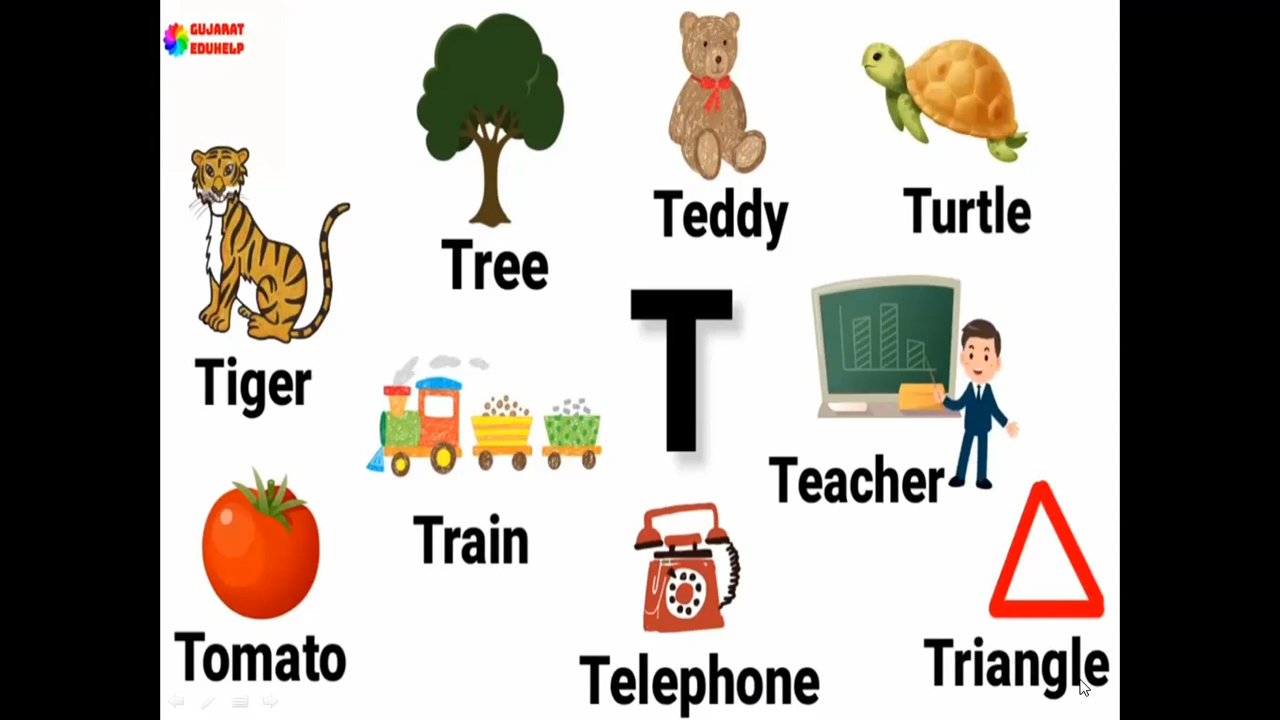 GUJARAT
EDUHELP
Tree
Teddy
Turtle
Tiger
T
Train
Teacher
Tomato
Telephone
Triangle